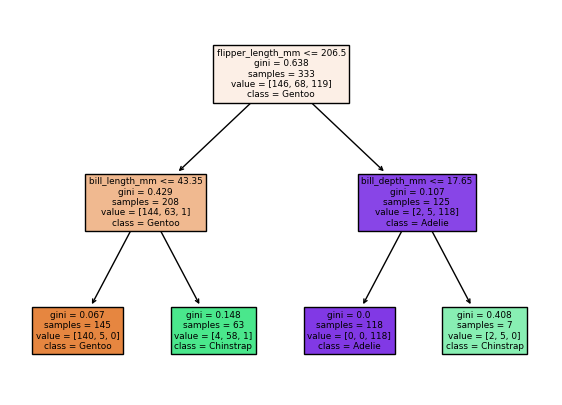 flipper_length_mm <= 206.5
gini = 0.638
samples = 333
value = [146, 68, 119]
class = Gentoo
bill_length_mm <= 43.35
gini = 0.429
samples = 208
value = [144, 63, 1]
class = Gentoo
bill_depth_mm <= 17.65
gini = 0.107
samples = 125
value = [2, 5, 118]
class = Adelie
gini = 0.067
samples = 145
value = [140, 5, 0]
class = Gentoo
gini = 0.148
samples = 63
value = [4, 58, 1]
class = Chinstrap
gini = 0.0
samples = 118
value = [0, 0, 118]
class = Adelie
gini = 0.408
samples = 7
value = [2, 5, 0]
class = Chinstrap